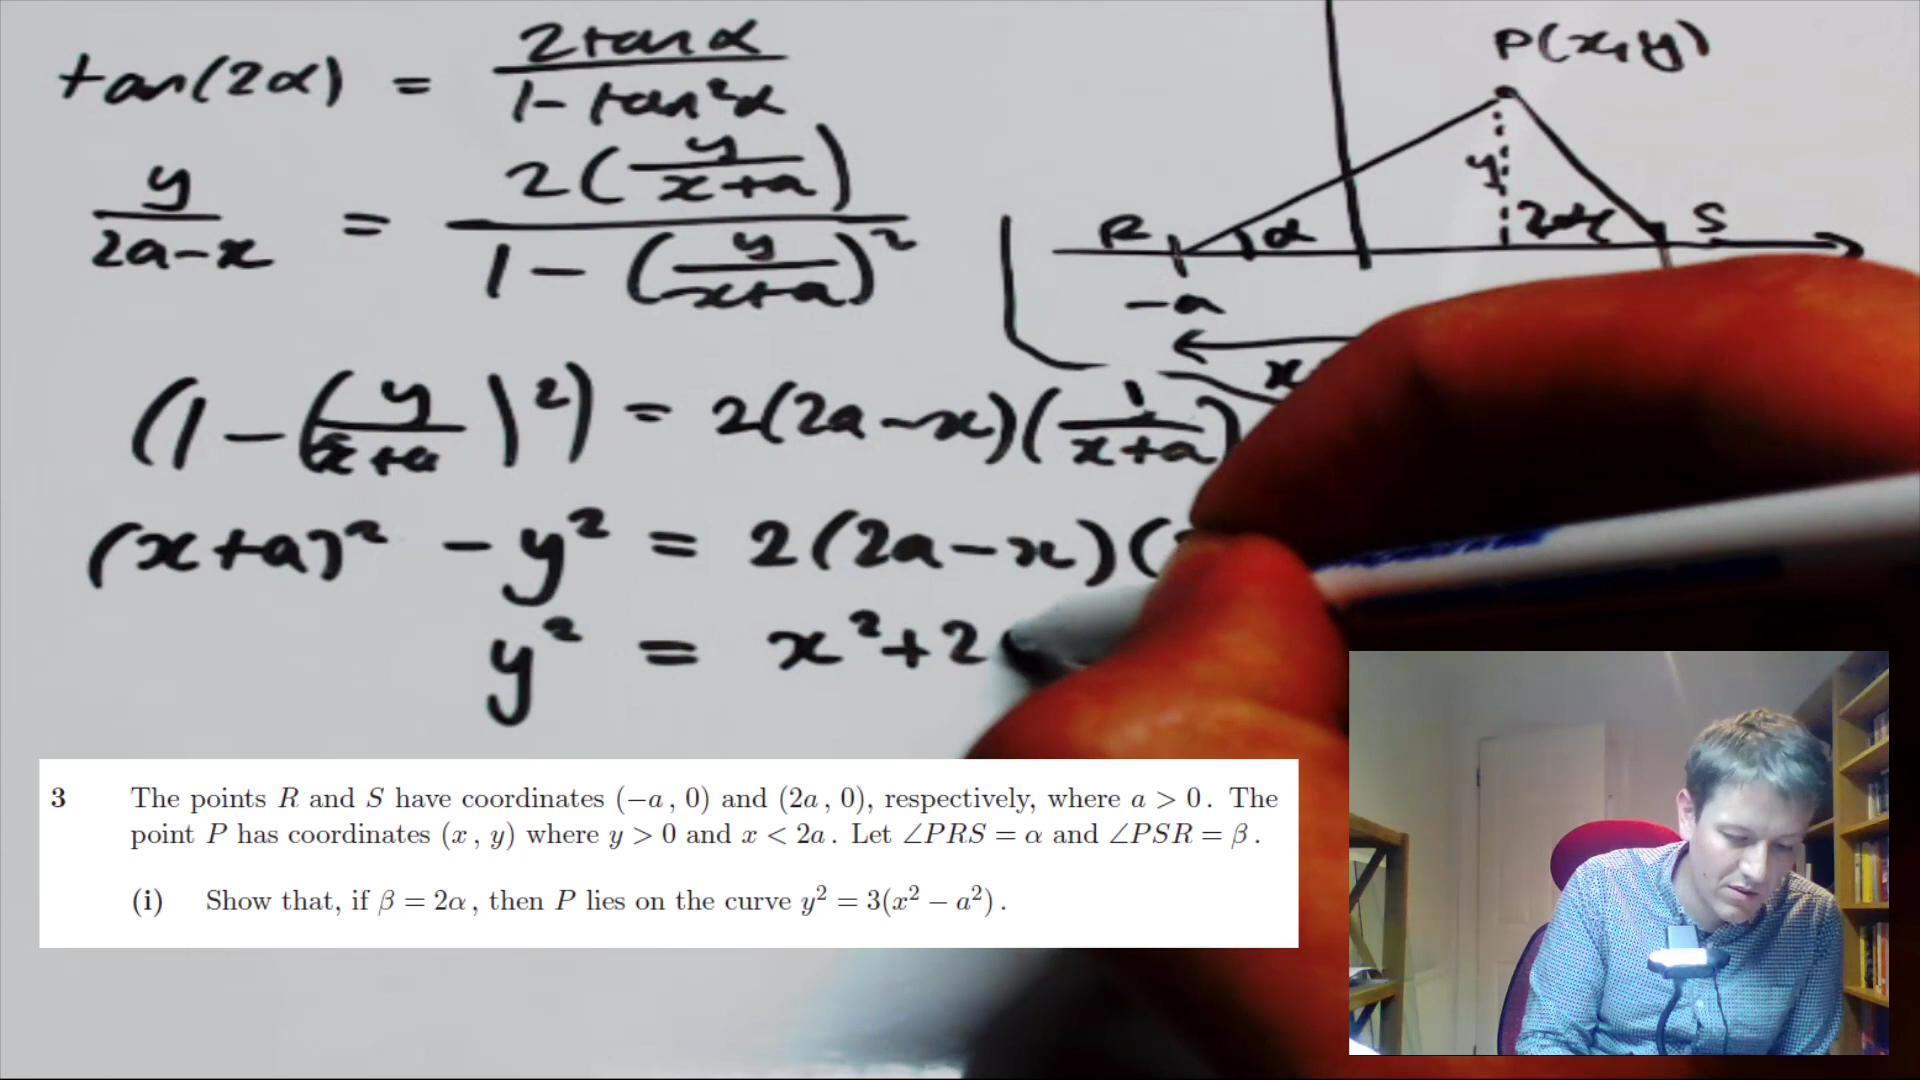 tan(2α) = 2tanα / 1 - tan²α
y / 2a-x = 2(y / x+a) / 1 - (y / x+a)²
(1 - (y / x+a)²) = 2(2a-x)(1 / x+a)
(x+a)² - y² = 2(2a-x)(
y² = x²+2
P(x,y)
y
R α 2α S
-a
x
3 The points R and S have coordinates (−a, 0) and (2a, 0), respectively, where a > 0. The
point P has coordinates (x, y) where y > 0 and x < 2a. Let ∠PRS = α and ∠PSR = β.
(i) Show that, if β = 2α, then P lies on the curve y² = 3(x² − a²).